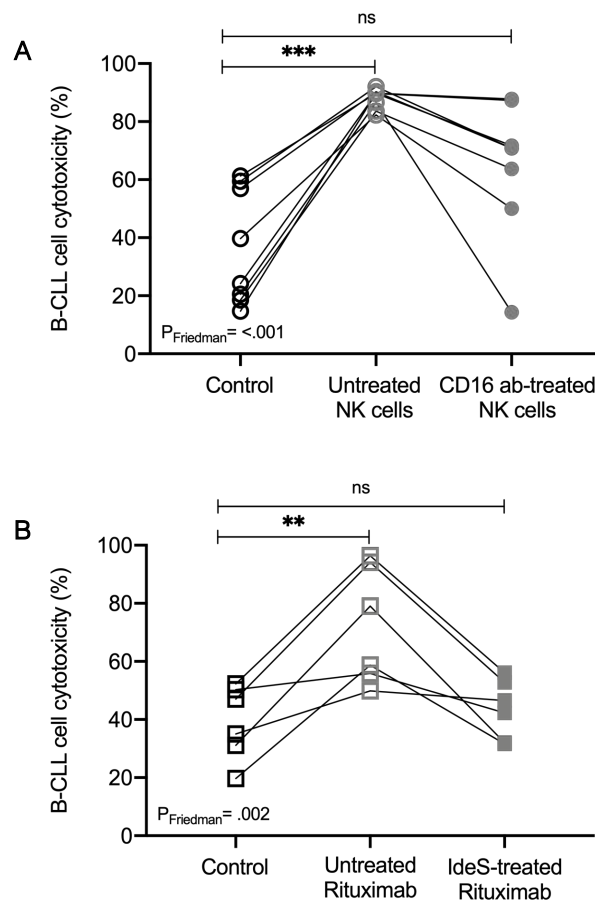 ns
A
***
100
80
60
40
20
0
B-CLL cell cytotoxicity (%)
PFriedman= <.001
Control
Untreated
NK cells
CD16 ab-treated
NK cells
ns
B
**
100
80
60
40
20
0
B-CLL cell cytotoxicity (%)
PFriedman= .002
Control
Untreated
Rituximab
IdeS-treated
Rituximab